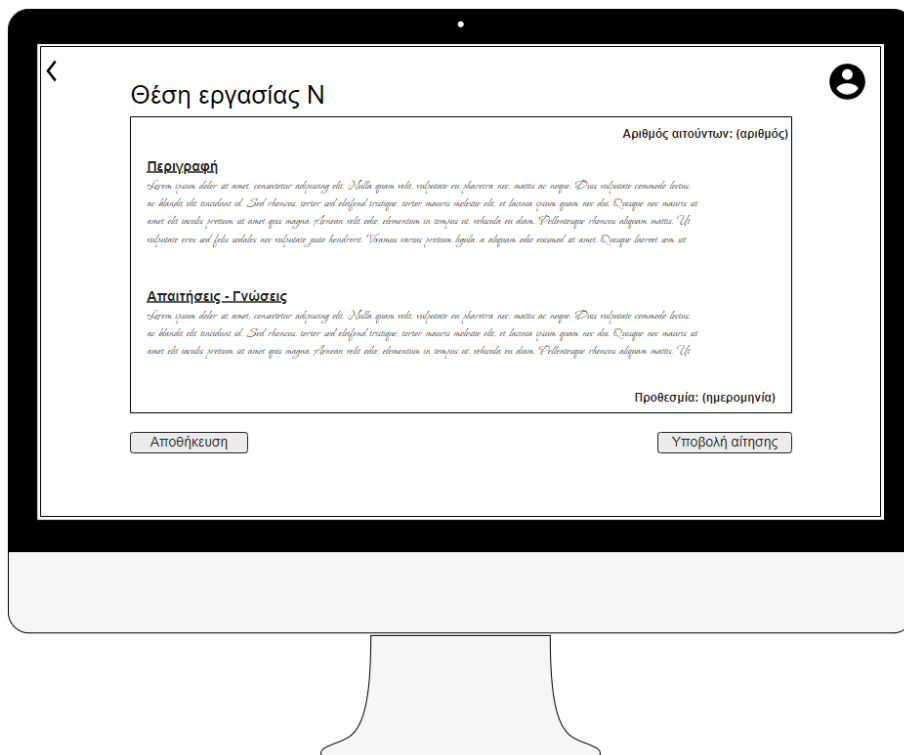 Θέση εργασίας Ν
Αριθμός αιτούντων: (αριθμός)
Περιγραφή
Lorem ipsum dolor sit amet, consectetur adipiscing elit. Nulla quam velit, vulputate eu pharetra nec, mattis ac neque. Duis vulputate commodo lectus,
ac blandit elit tincidunt id. Sed rhoncus, tortor sed eleifend tristique, tortor mauris molestie elit, et lacinia ipsum quam nec dui. Quisque nec mauris sit
amet elit iaculis pretium sit amet quis magna. Aenean velit odio, elementum in tempus ut, vehicula eu diam. Pellentesque rhoncus aliquam mattis. Ut
vulputate eros sed felis sodales nec vulputate justo hendrerit. Vivamus varius pretium ligula, a aliquam odio euismod sit amet. Quisque laoreet sem sit
Απαιτήσεις - Γνώσεις
Lorem ipsum dolor sit amet, consectetur adipiscing elit. Nulla quam velit, vulputate eu pharetra nec, mattis ac neque. Duis vulputate commodo lectus,
ac blandit elit tincidunt id. Sed rhoncus, tortor sed eleifend tristique, tortor mauris molestie elit, et lacinia ipsum quam nec dui. Quisque nec mauris sit
amet elit iaculis pretium sit amet quis magna. Aenean velit odio, elementum in tempus ut, vehicula eu diam. Pellentesque rhoncus aliquam mattis. Ut
Προθεσμία: (ημερομηνία)
Αποθήκευση
Υποβολή αίτησης